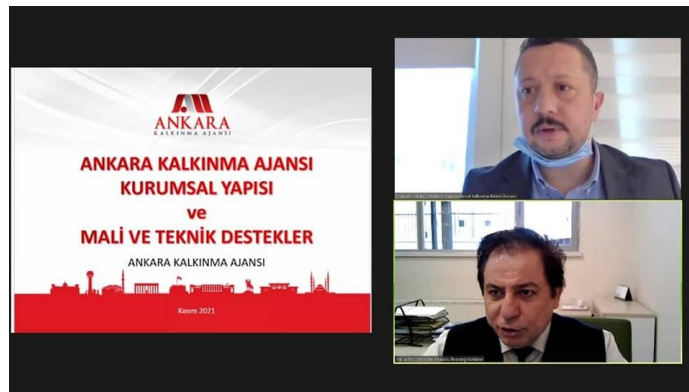 ANKARA
KALKINMA AJANSI
ANKARA KALKINMA AJANSI
KURUMSAL YAPISI
ve
MALİ VE TEKNİK DESTEKLER
ANKARA KALKINMA AJANSI
Kasım 2021